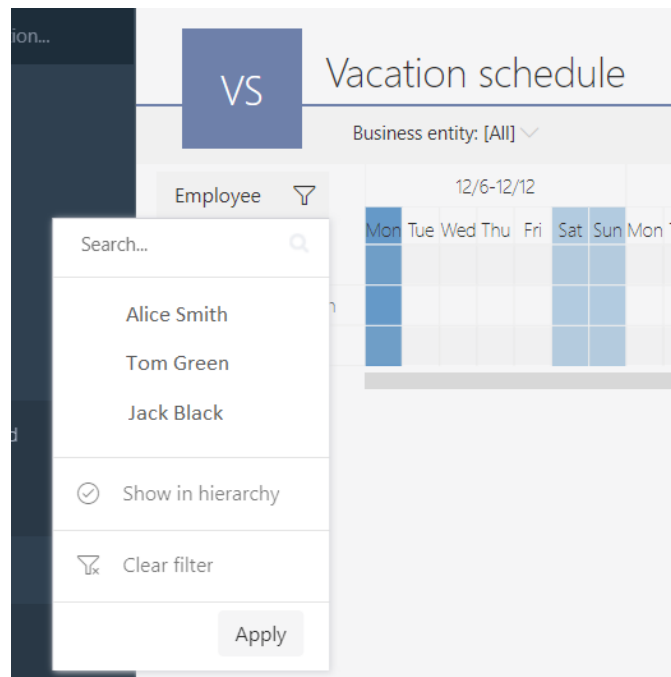 ion...
VS
Vacation schedule
Business entity: [All]
Employee
12/6-12/12
Mon Tue Wed Thu Fri Sat Sun Mon
Search...
Alice Smith
Tom Green
Jack Black
Show in hierarchy
Clear filter
Apply